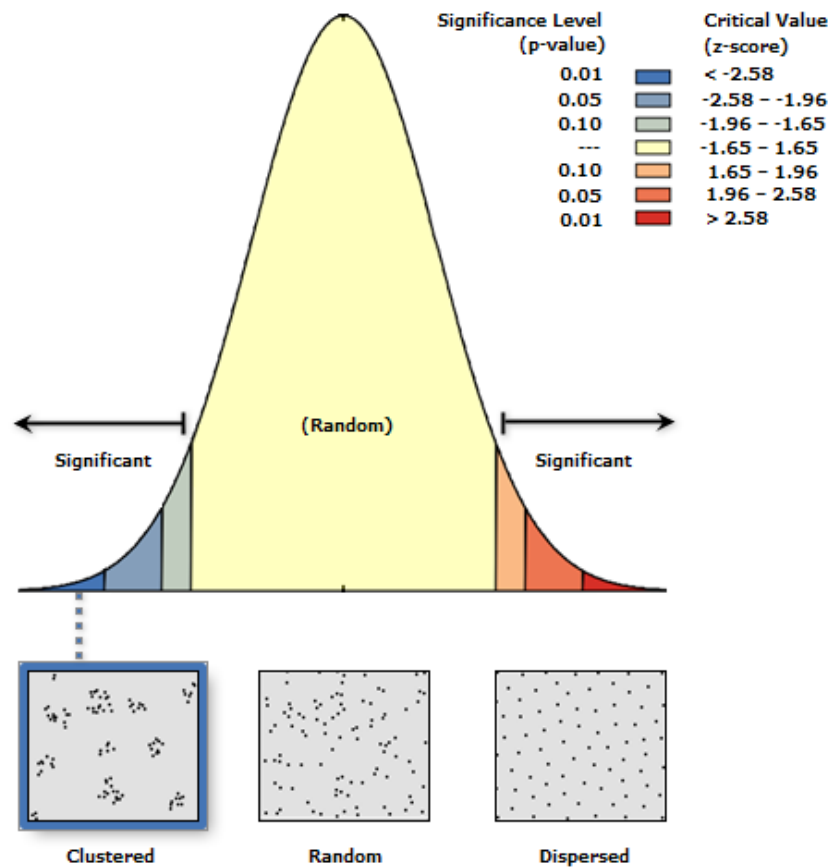 Significance Level Critical Value
(p-value) (z-score)
0.01 < -2.58
0.05 -2.58 – -1.96
0.10 -1.96 – -1.65
--- -1.65 – 1.65
0.10 1.65 – 1.96
0.05 1.96 – 2.58
0.01 > 2.58
(Random)
Significant Significant
Clustered Random Dispersed